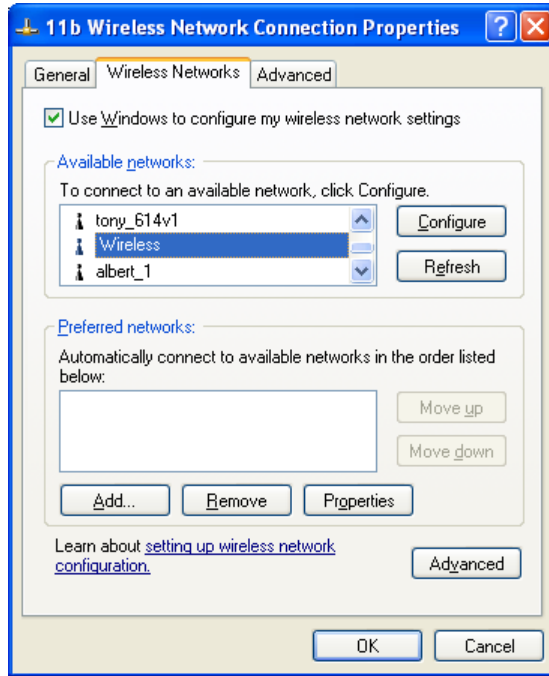 11b Wireless Network Connection Properties
General Wireless Networks Advanced
Use Windows to configure my wireless network settings
Available networks:
To connect to an available network, click Configure.
tony_614v1
Wireless
albert_1
Configure
Refresh
Preferred networks:
Automatically connect to available networks in the order listed
below:
Move up
Move down
Add... Remove Properties
Learn about setting up wireless network
configuration.
Advanced
OK Cancel